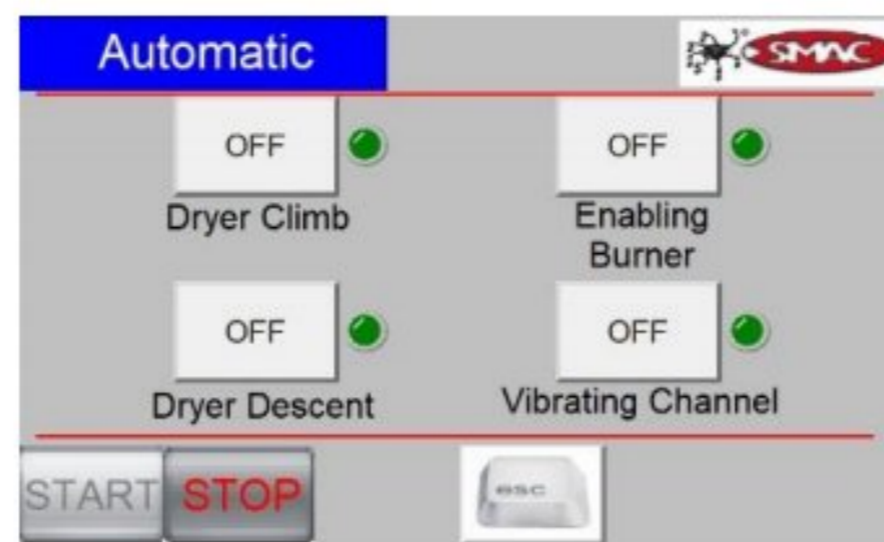 Automatic
SMAC
OFF
OFF
Dryer Climb
Enabling
Burner
OFF
OFF
Dryer Descent
Vibrating Channel
START
STOP
esc